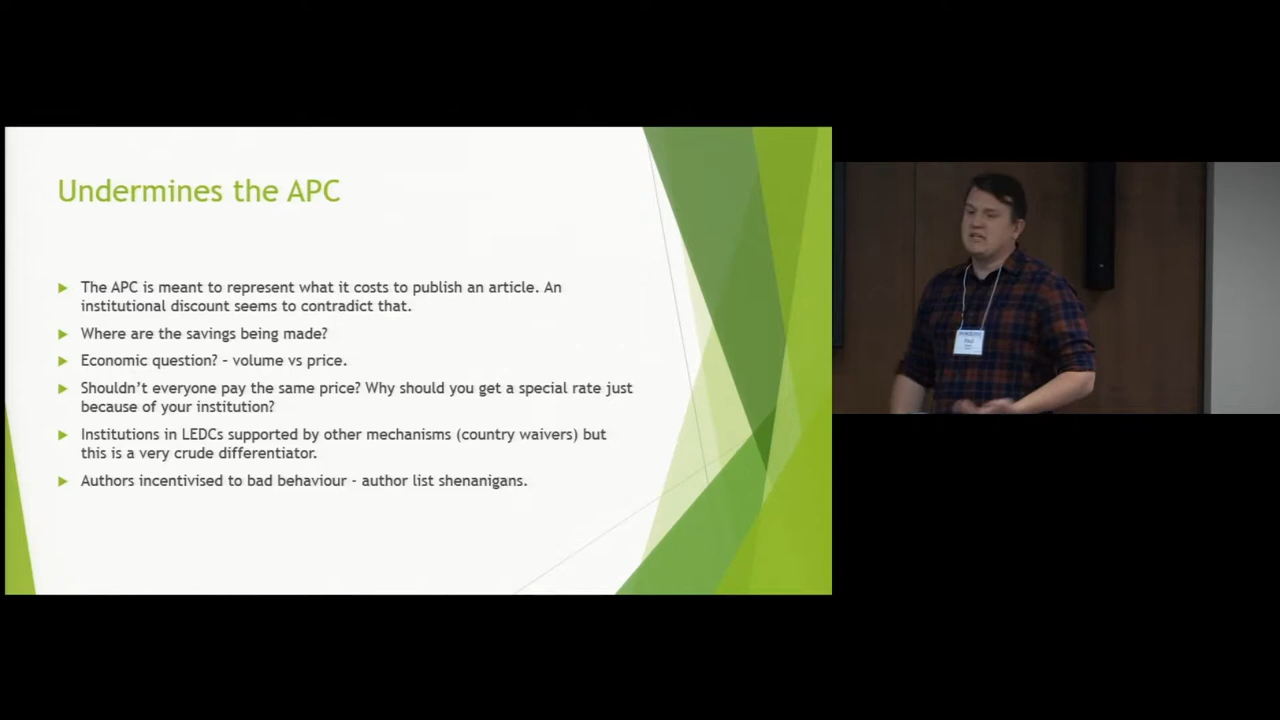 Undermines the APC
The APC is meant to represent what it costs to publish an article. An
institutional discount seems to contradict that.
Where are the savings being made?
Economic question? – volume vs price.
Shouldn't everyone pay the same price? Why should you get a special rate just
because of your institution?
Institutions in LEDCs supported by other mechanisms (country waivers) but
this is a very crude differentiator.
Authors incentivised to bad behaviour - author list shenanigans.
Paul